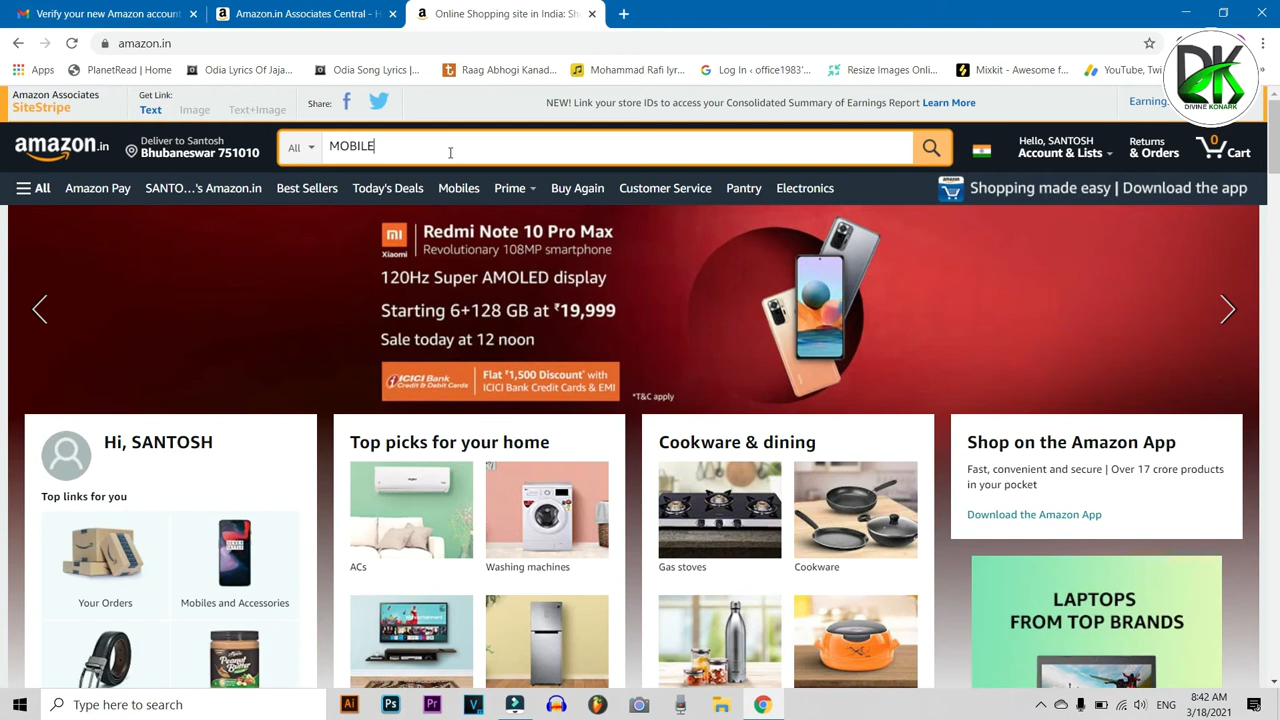 Verify your new Amazon account
Amazon.in Associates Central - H
Online Shopping site in India: Sh
amazon.in
Apps
PlanetRead | Home
Odia Lyrics Of Jaja...
Odia Song Lyrics |...
Raag Abhogi Kanad...
Mohammad Rafi lyr...
Log In ‹ office1983'...
Resize Images Onli...
Mixkit - Awesome f...
YouTube, Twi
DK
DIVINE KONARK
Amazon Associates
SiteStripe
Get Link:
Text
Image
Text+Image
Share:
NEW! Link your store IDs to access your Consolidated Summary of Earnings Report Learn More
Earning
amazon.in
Deliver to Santosh
Bhubaneswar 751010
All
MOBILE
Hello, SANTOSH
Account & Lists
Returns
& Orders
0
Cart
All
Amazon Pay
SANTO...'s Amazon.in
Best Sellers
Today's Deals
Mobiles
Prime
Buy Again
Customer Service
Pantry
Electronics
amazon
Shopping made easy | Download the app
mi
Xiaomi
Redmi Note 10 Pro Max
Revolutionary 108MP smartphone
120Hz Super AMOLED display
Starting 6+128 GB at ₹19,999
Sale today at 12 noon
ICICI Bank
Credit & Debit Cards
Flat ₹1,500 Discount* with
ICICI Bank Credit Cards & EMI
*T&C apply
Hi, SANTOSH
Top links for you
Your Orders
Mobiles and Accessories
Peanut
Butter
Top picks for your home
ACs
Washing machines
Cookware & dining
Gas stoves
Cookware
Shop on the Amazon App
Fast, convenient and secure | Over 17 crore products
in your pocket
Download the Amazon App
LAPTOPS
FROM TOP BRANDS
Type here to search
Ai
Ps
Pr
V
ENG
8:42 AM
3/18/2021